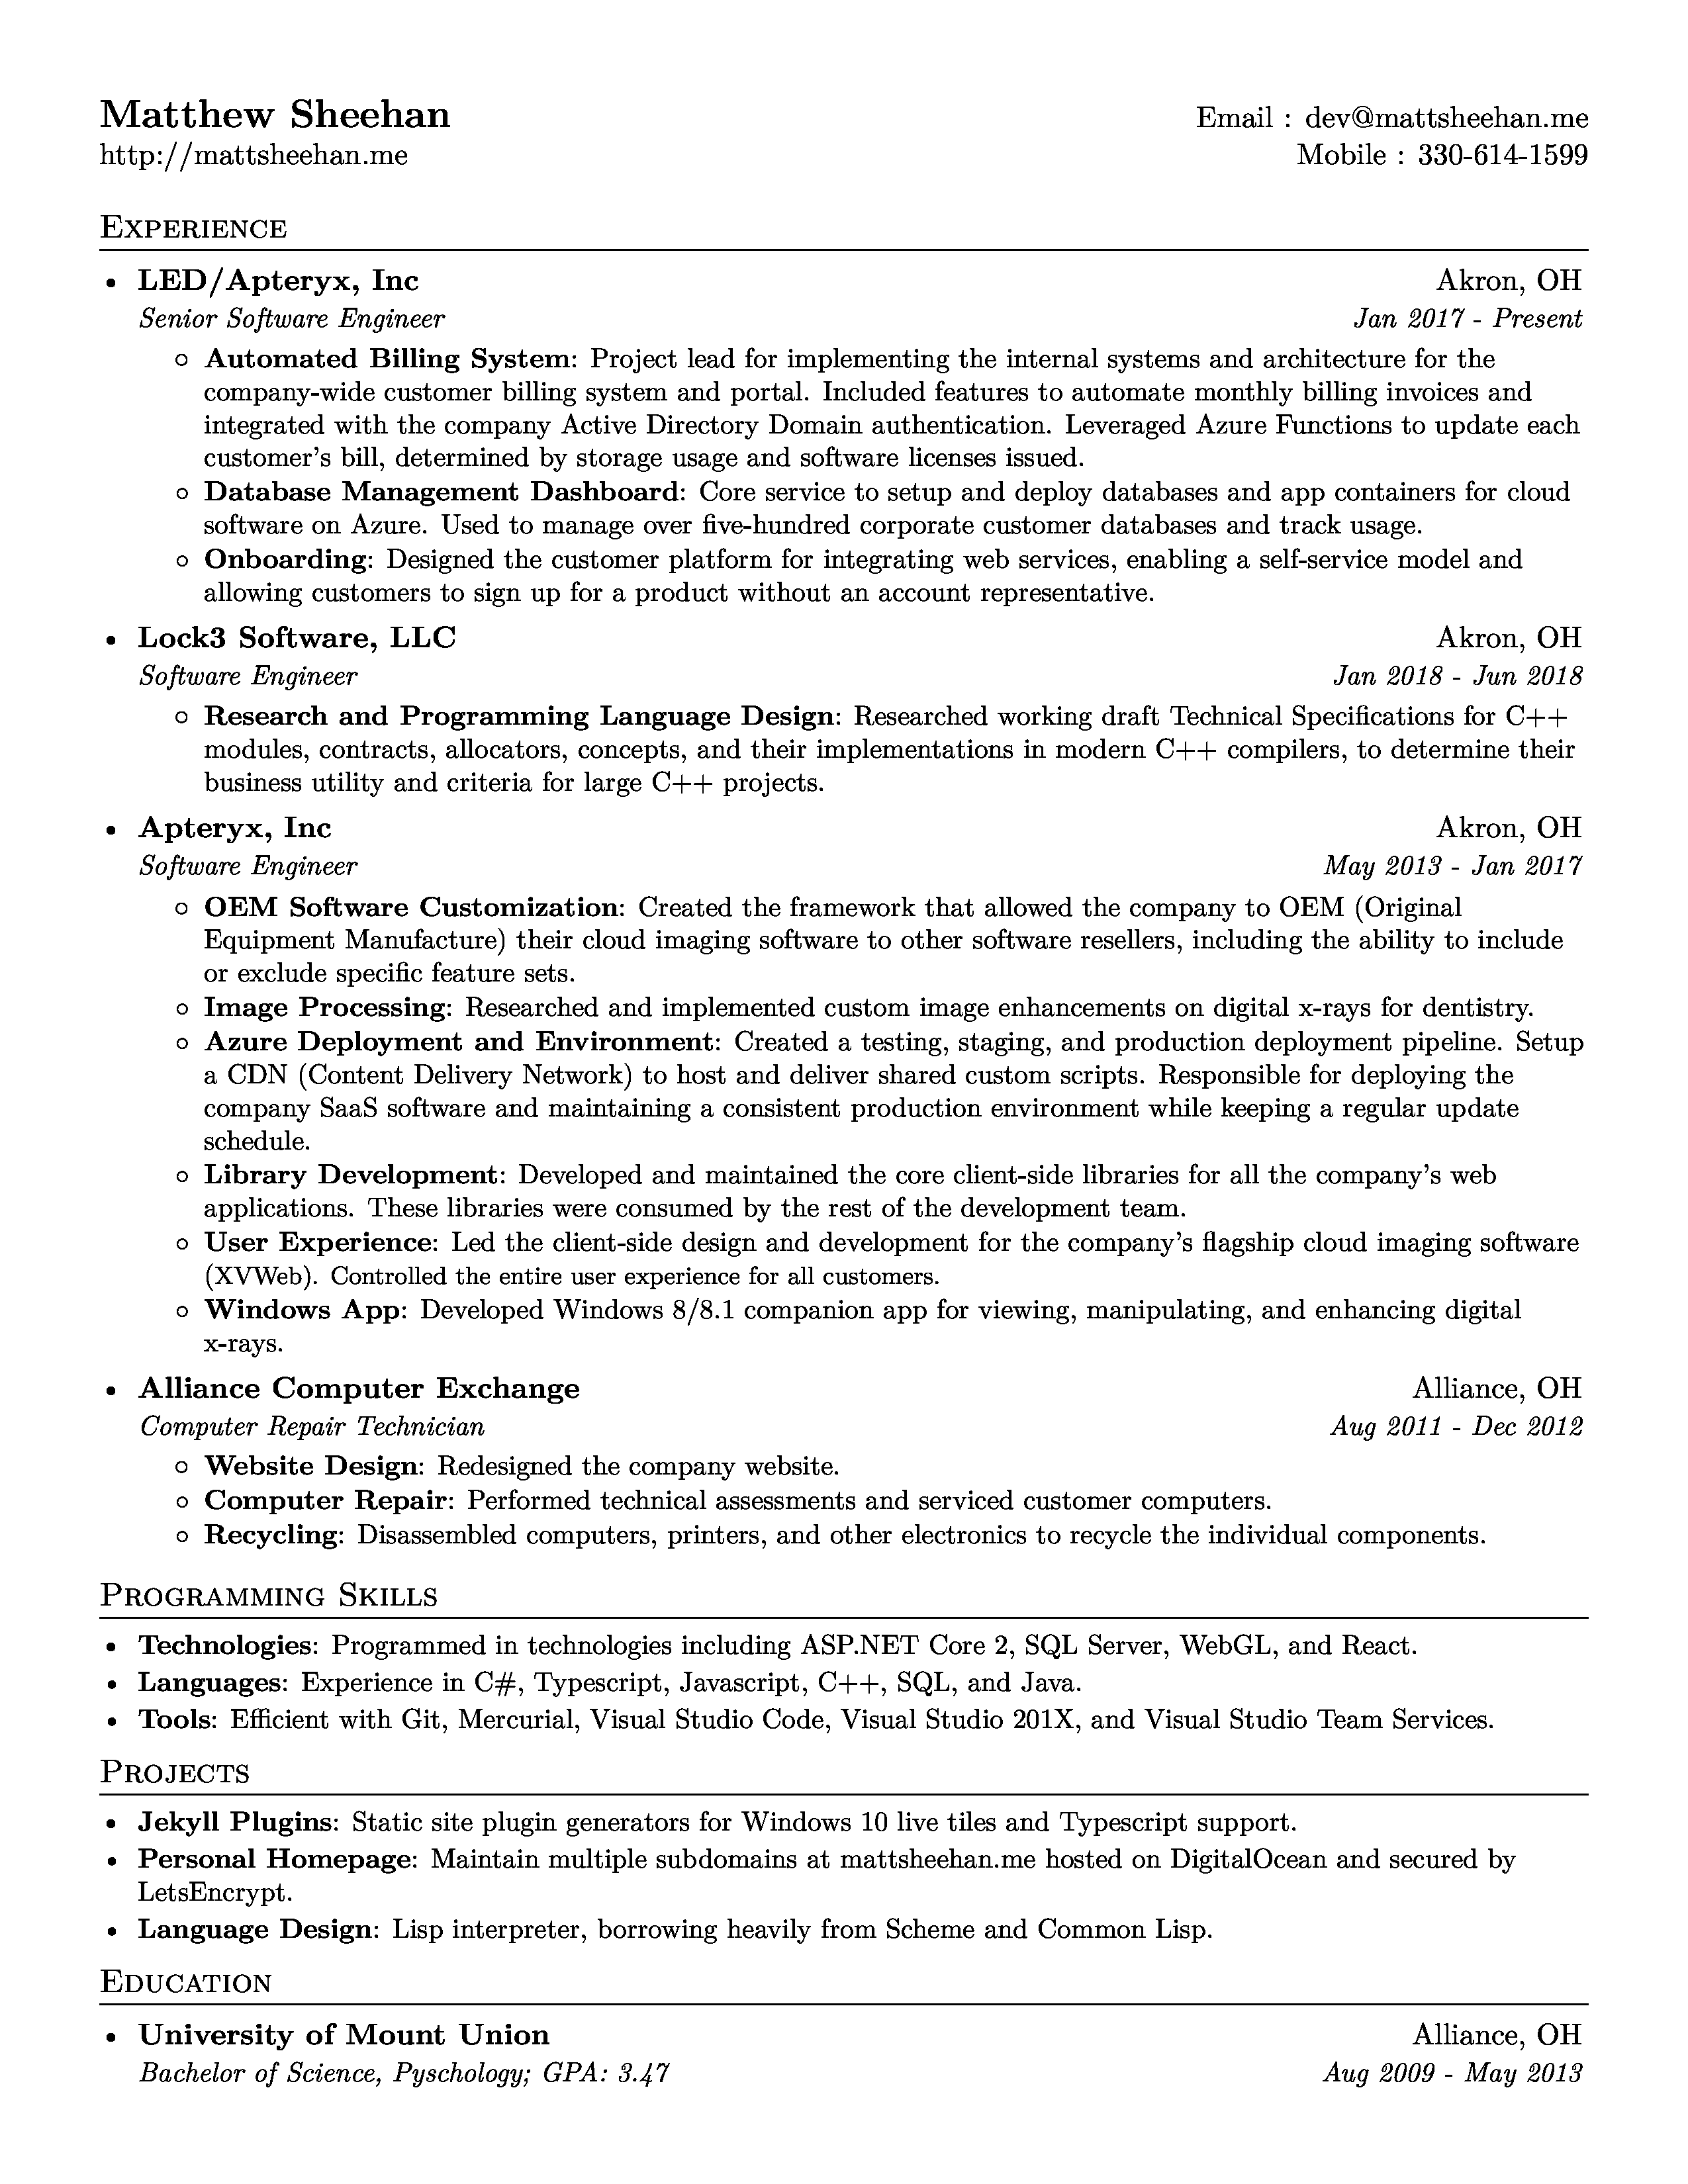 Matthew Sheehan Email : dev@mattsheehan.me
http://mattsheehan.me Mobile : 330-614-1599
Experience
• LED/Apteryx, Inc Akron, OH
Senior Software Engineer Jan 2017 - Present
◦ Automated Billing System: Project lead for implementing the internal systems and architecture for the
company-wide customer billing system and portal. Included features to automate monthly billing invoices and
integrated with the company Active Directory Domain authentication. Leveraged Azure Functions to update each
customer's bill, determined by storage usage and software licenses issued.
◦ Database Management Dashboard: Core service to setup and deploy databases and app containers for cloud
software on Azure. Used to manage over five-hundred corporate customer databases and track usage.
◦ Onboarding: Designed the customer platform for integrating web services, enabling a self-service model and
allowing customers to sign up for a product without an account representative.
• Lock3 Software, LLC Akron, OH
Software Engineer Jan 2018 - Jun 2018
◦ Research and Programming Language Design: Researched working draft Technical Specifications for C++
modules, contracts, allocators, concepts, and their implementations in modern C++ compilers, to determine their
business utility and criteria for large C++ projects.
• Apteryx, Inc Akron, OH
Software Engineer May 2013 - Jan 2017
◦ OEM Software Customization: Created the framework that allowed the company to OEM (Original
Equipment Manufacture) their cloud imaging software to other software resellers, including the ability to include
or exclude specific feature sets.
◦ Image Processing: Researched and implemented custom image enhancements on digital x-rays for dentistry.
◦ Azure Deployment and Environment: Created a testing, staging, and production deployment pipeline. Setup
a CDN (Content Delivery Network) to host and deliver shared custom scripts. Responsible for deploying the
company SaaS software and maintaining a consistent production environment while keeping a regular update
schedule.
◦ Library Development: Developed and maintained the core client-side libraries for all the company's web
applications. These libraries were consumed by the rest of the development team.
◦ User Experience: Led the client-side design and development for the company's flagship cloud imaging software
(XVWeb). Controlled the entire user experience for all customers.
◦ Windows App: Developed Windows 8/8.1 companion app for viewing, manipulating, and enhancing digital
x-rays.
• Alliance Computer Exchange Alliance, OH
Computer Repair Technician Aug 2011 - Dec 2012
◦ Website Design: Redesigned the company website.
◦ Computer Repair: Performed technical assessments and serviced customer computers.
◦ Recycling: Disassembled computers, printers, and other electronics to recycle the individual components.
Programming Skills
• Technologies: Programmed in technologies including ASP.NET Core 2, SQL Server, WebGL, and React.
• Languages: Experience in C#, Typescript, Javascript, C++, SQL, and Java.
• Tools: Efficient with Git, Mercurial, Visual Studio Code, Visual Studio 201X, and Visual Studio Team Services.
Projects
• Jekyll Plugins: Static site plugin generators for Windows 10 live tiles and Typescript support.
• Personal Homepage: Maintain multiple subdomains at mattsheehan.me hosted on DigitalOcean and secured by
LetsEncrypt.
• Language Design: Lisp interpreter, borrowing heavily from Scheme and Common Lisp.
Education
• University of Mount Union Alliance, OH
Bachelor of Science, Pyschology; GPA: 3.47 Aug 2009 - May 2013